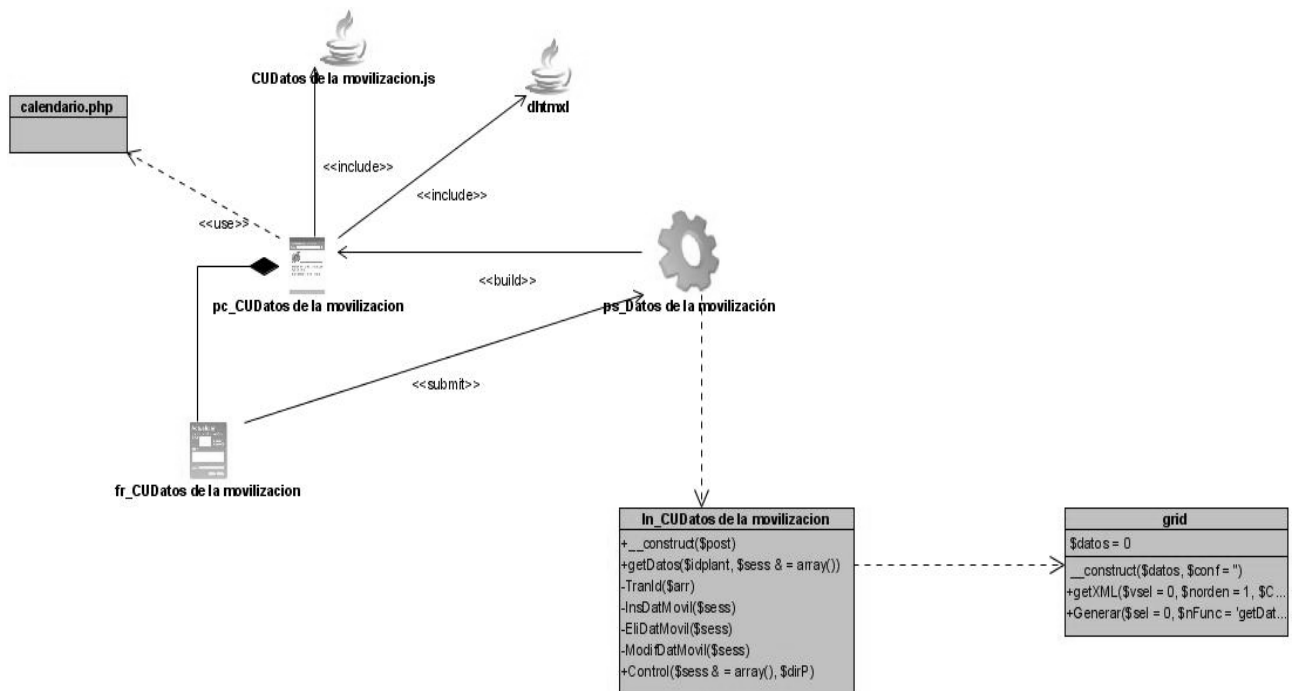 CUDatos de la movilizacion.js
dhtmxl
calendario.php
<<include>>
<<include>>
<<use>>
<<build>>
pc_CUDatos de la movilizacion
ps_Datos de la movilización
<<submit>>
fr_CUDatos de la movilizacion
ln_CUDatos de la movilizacion
+__construct($post)
+getDatos($idplant, $sess & = array())
-TranId($arr)
-InsDatMovil($sess)
-EliDatMovil($sess)
-ModifDatMovil($sess)
+Control($sess & = array(), $dirP)
grid
$datos = 0
__construct($datos, $conf = '')
+getXML($vsel = 0, $norden = 1, $C...
+Generar($sel = 0, $nFunc = 'getDat...